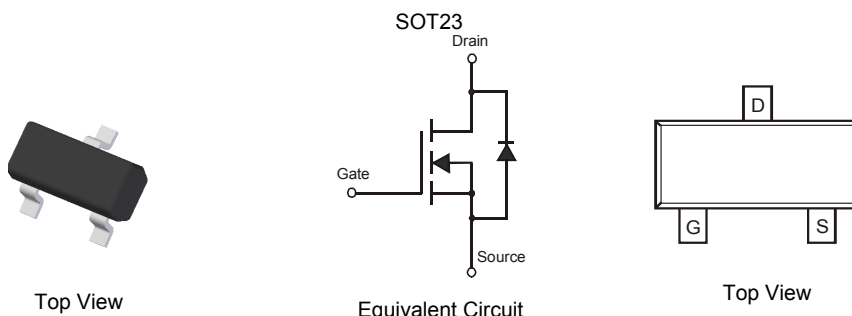 SOT23
Drain
D
Gate
G
S
Source
Top View
Equivalent Circuit
Top View